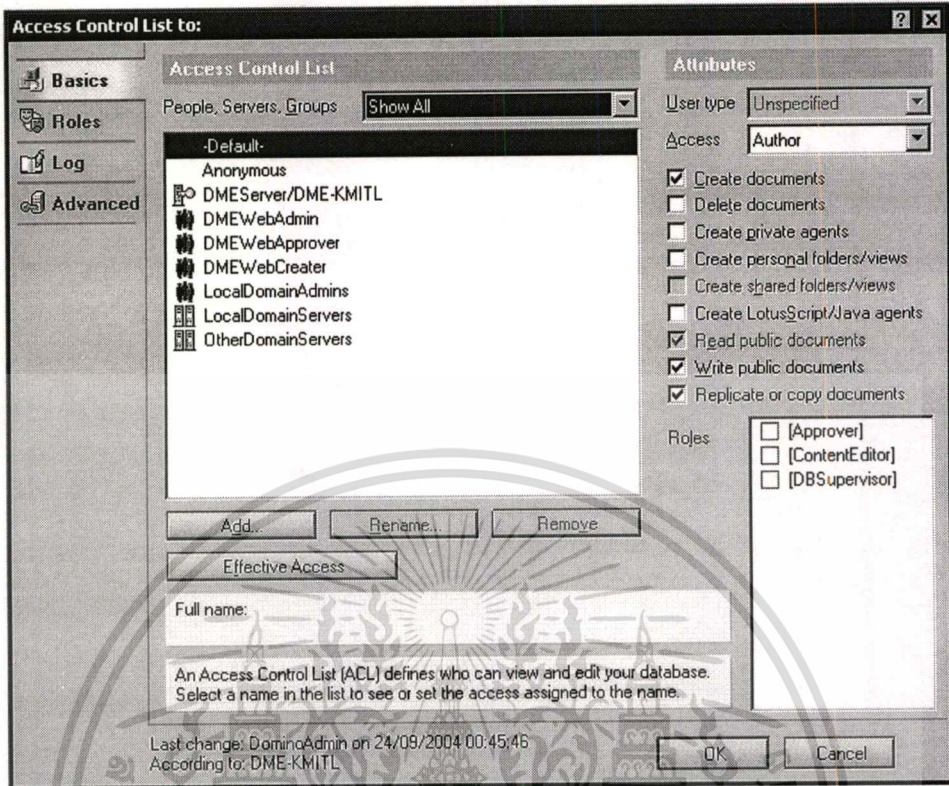 Access Control List to:
Basics
Roles
Log
Advanced
Access Control List
People, Servers, Groups Show All
-Default-
Anonymous
DMEServer/DME-KMITL
DMEWebAdmin
DMEWebApprover
DMEWebCreater
LocalDomainAdmins
LocalDomainServers
OtherDomainServers
Add... Rename... Remove
Effective Access
Full name:
An Access Control List (ACL) defines who can view and edit your database.
Select a name in the list to see or set the access assigned to the name.
Last change: DominoAdmin on 24/09/2004 00:45:46
According to: DME-KMITL
Attributes
User type Unspecified
Access Author
Create documents
Delete documents
Create private agents
Create personal folders/views
Create shared folders/views
Create LotusScript/Java agents
Read public documents
Write public documents
Replicate or copy documents
Roles
[Approver]
[ContentEditor]
[DBSupervisor]
OK Cancel